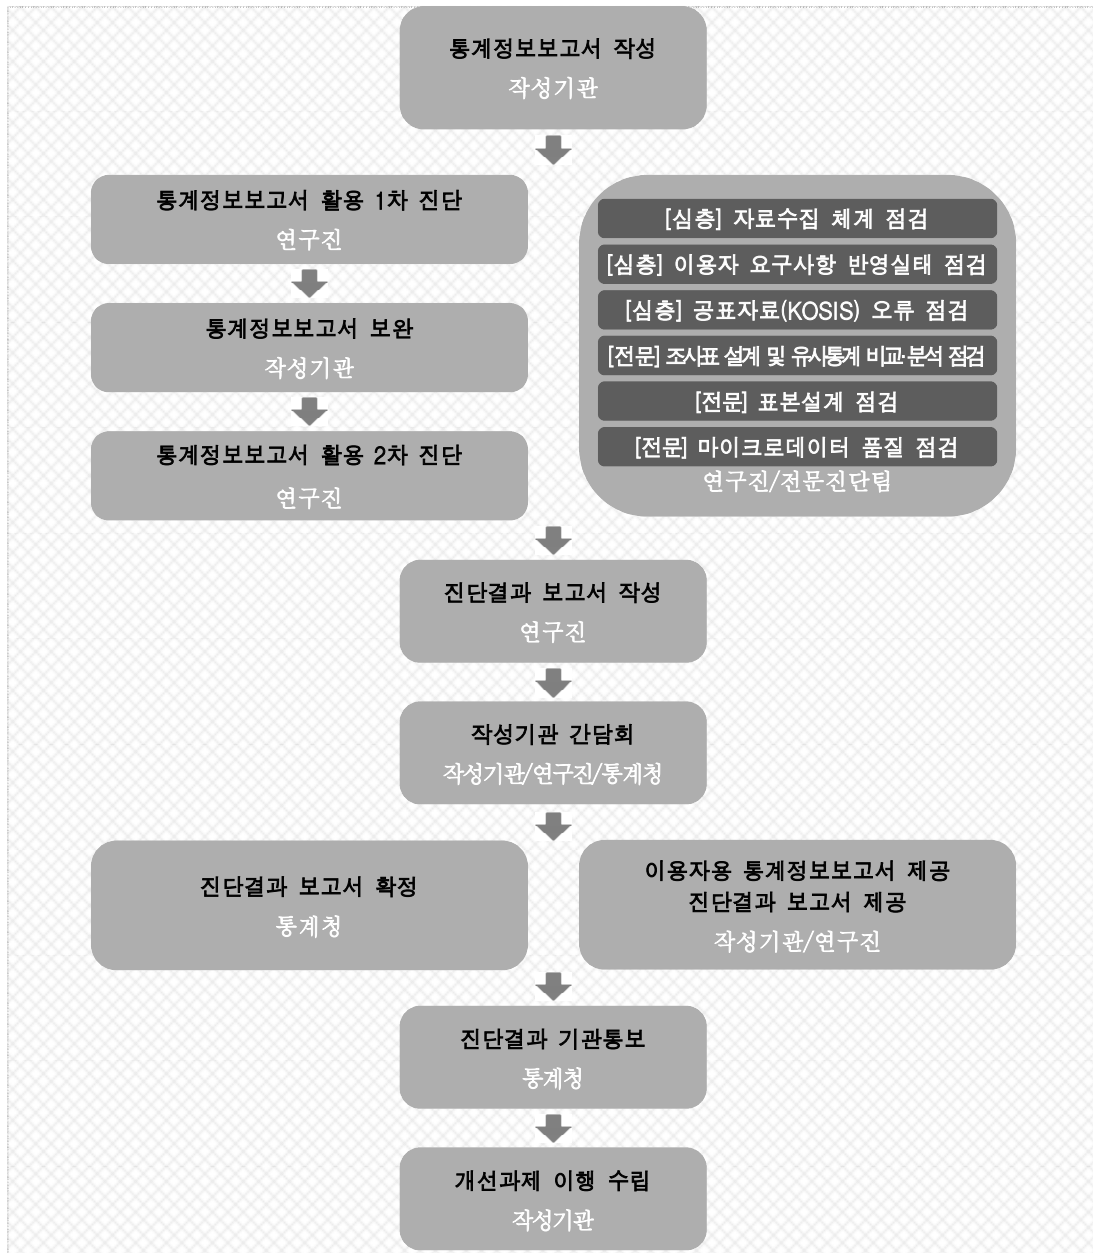 통계정보보고서 작성
작성기관
통계정보보고서 활용 1차 진단
연구진
통계정보보고서 보완
작성기관
통계정보보고서 활용 2차 진단
연구진
[심층] 자료수집 체계 점검
[심층] 이용자 요구사항 반영실태 점검
[심층] 공표자료(KOSIS) 오류 점검
[전문] 조사표 설계 및 유사통계 비교·분석 점검
[전문] 표본설계 점검
[전문] 마이크로데이터 품질 점검
연구진/전문진단팀
진단결과 보고서 작성
연구진
작성기관 간담회
작성기관/연구진/통계청
진단결과 보고서 확정
통계청
이용자용 통계정보보고서 제공
진단결과 보고서 제공
작성기관/연구진
진단결과 기관통보
통계청
개선과제 이행 수립
작성기관